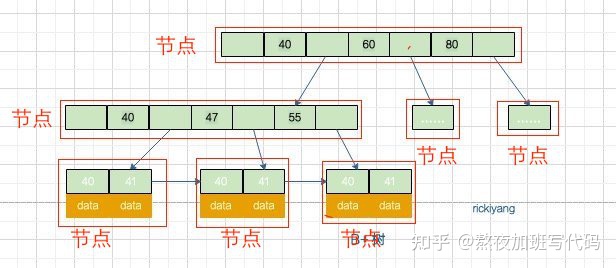 节点
40 60 80
节点
40 47 55
......
......
节点
节点
40 41
40 41
40 41
data data
data data
data data
节点
节点
节点
B+树
rickiyang
知乎 @熬夜加班写代码